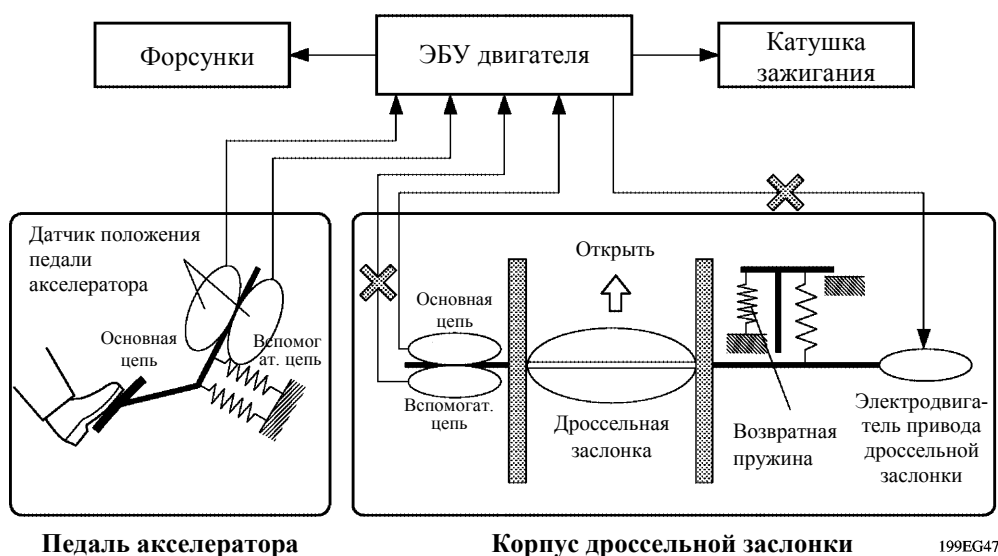 Форсунки
ЭБУ двигателя
Катушка
зажигания
Датчик положения
педали
акселератора
Основная
цепь
Вспомог
ат. цепь
Открыть
Основная
цепь
Вспомогат.
цепь
Дроссельная
заслонка
Возвратная
пружина
Электродвига-
тель привода
дроссельной
заслонки
Педаль акселератора
Корпус дроссельной заслонки
199EG47